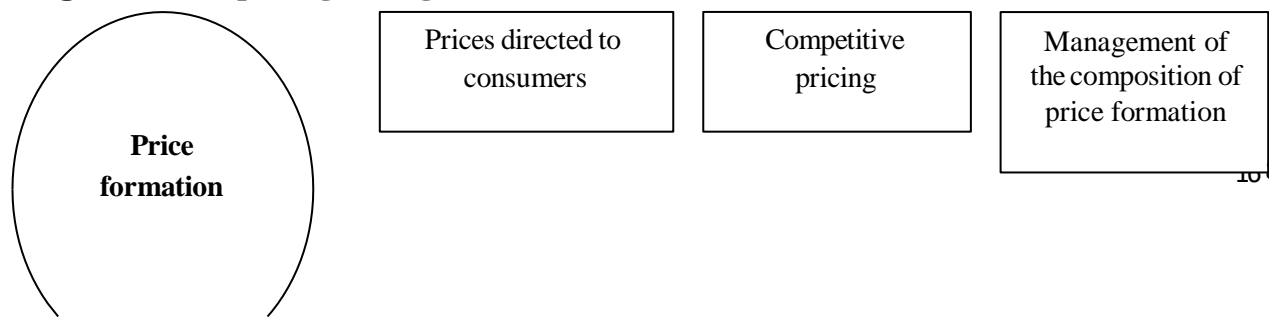 Price
formation
Prices directed to
consumers
Competitive
pricing
Management of
the composition of
price formation